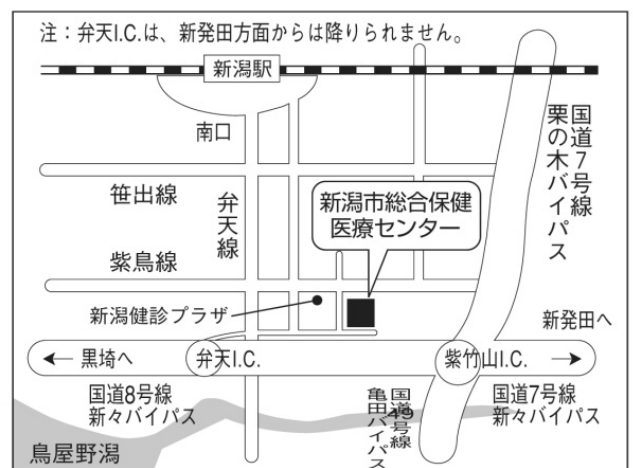 注：弁天I.C.は、新発田方面からは降りられません。
新潟駅
南口
国道7号線
栗の木バイパス
笹出線
弁天線
新潟市総合保健
医療センター
紫鳥線
新潟健診プラザ
新発田へ
← 黒埼へ
弁天I.C.
紫竹山I.C. →
国道8号線
新々バイパス
国道49号線
亀田バイパス
国道7号線
新々バイパス
鳥屋野潟